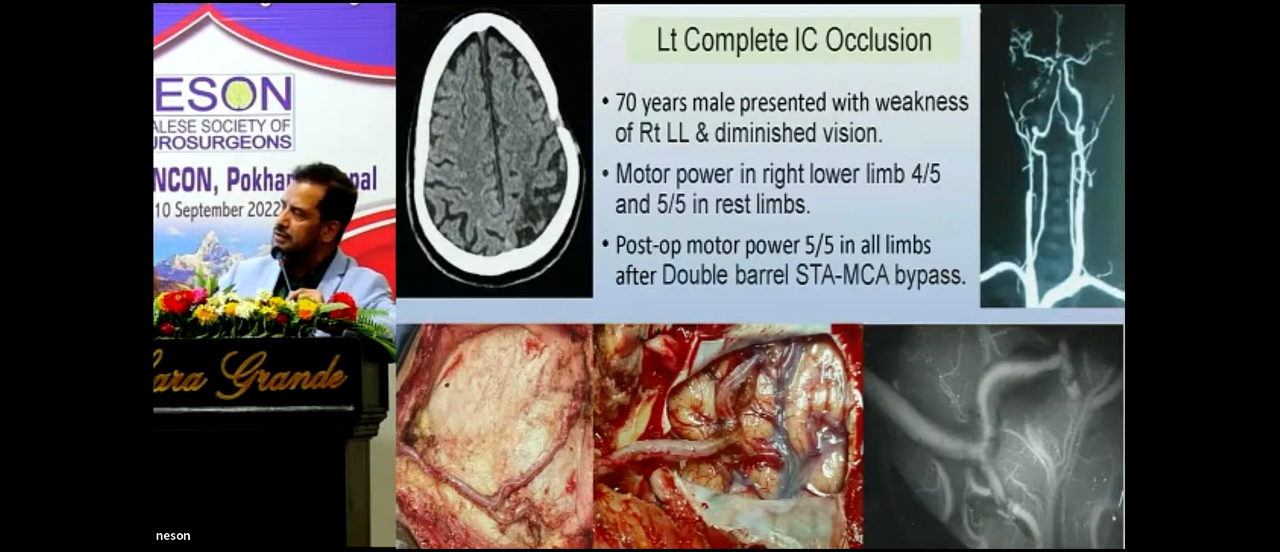 ESON
ALESE SOCIETY OF
UROSURGEONS
NCON, Pokha pal
10 September 2022
ara Grande
neson
Lt Complete IC Occlusion
• 70 years male presented with weakness
of Rt LL & diminished vision.
• Motor power in right lower limb 4/5
and 5/5 in rest limbs.
• Post-op motor power 5/5 in all limbs
after Double barrel STA-MCA bypass.